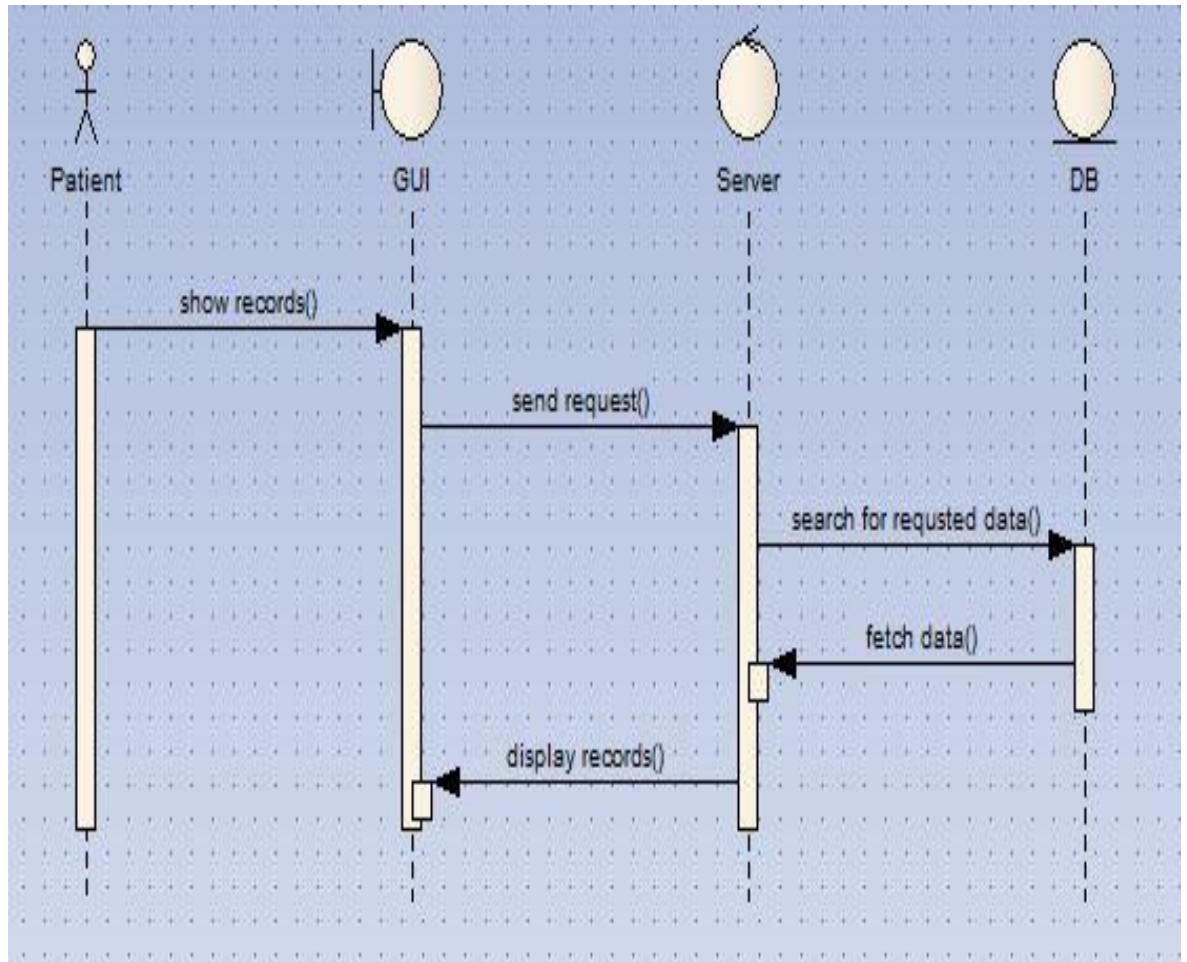 Patient
GUI
Server
DB
show records()
send request()
search for requsted data()
fetch data()
display records()